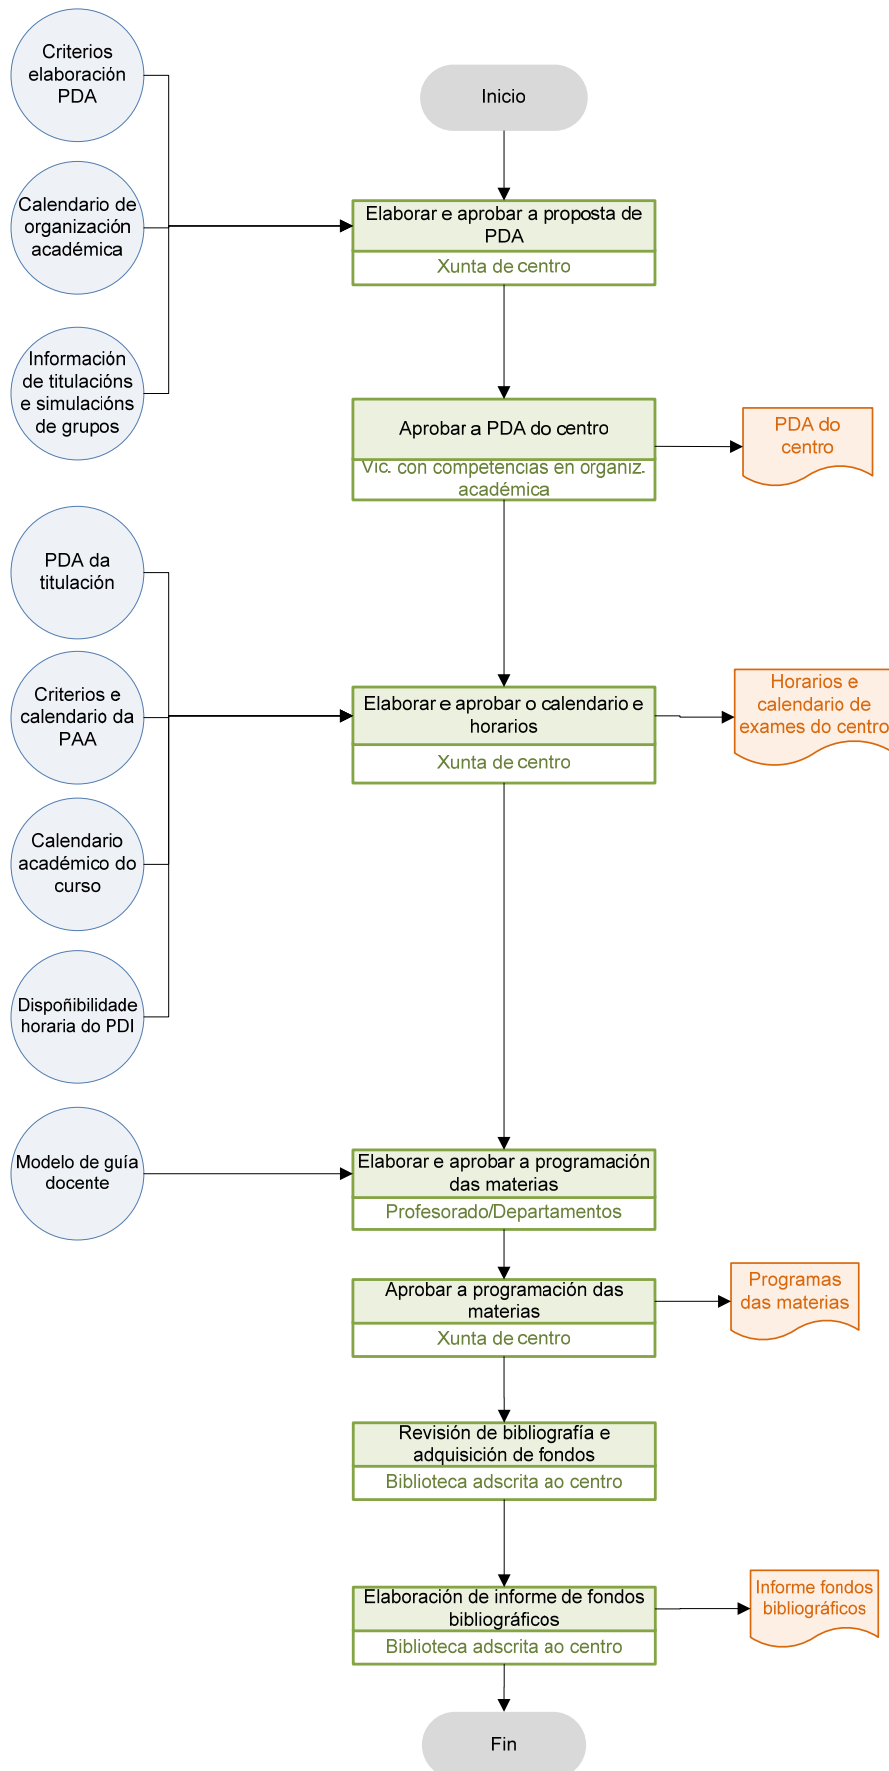 Criterios
elaboración
PDA
Inicio
Calendario de
organización
académica
Elaborar e aprobar a proposta de
PDA
Xunta de centro
Información
de titulacións
e simulacións
de grupos
Aprobar a PDA do centro
Vic. con competencias en organiz.
académica
PDA do
centro
PDA da
titulación
Criterios e
calendario da
PAA
Elaborar e aprobar o calendario e
horarios
Xunta de centro
Horarios e
calendario de
exames do centro
Calendario
académico do
curso
Dispoñibilidade
horaria do PDI
Modelo de guía
docente
Elaborar e aprobar a programación
das materias
Profesorado/Departamentos
Aprobar a programación das
materias
Xunta de centro
Programas
das materias
Revisión de bibliografía e
adquisición de fondos
Biblioteca adscrita ao centro
Elaboración de informe de fondos
bibliográficos
Biblioteca adscrita ao centro
Informe fondos
bibliográficos
Fin